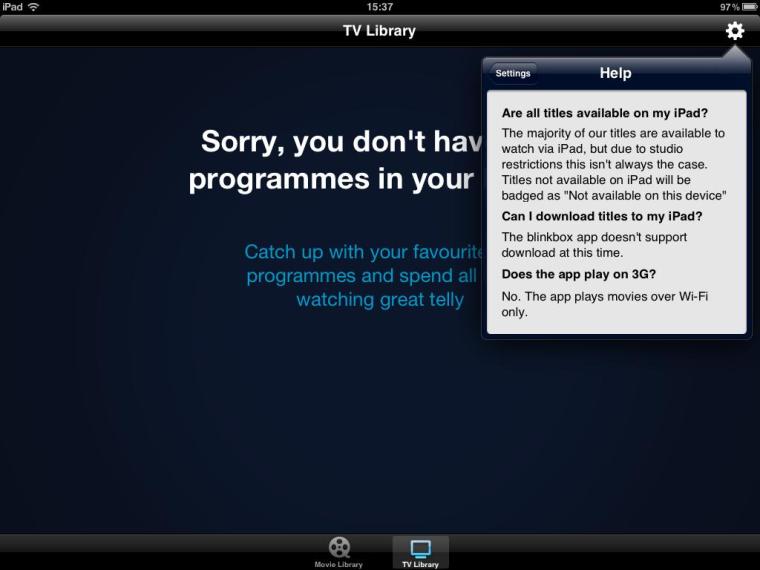 iPad
15:37
97%
TV Library
Settings
Help
Sorry, you don't hav
programmes in your
Catch up with your favourite
programmes and spend all
watching great telly
Are all titles available on my iPad?
The majority of our titles are available to
watch via iPad, but due to studio
restrictions this isn't always the case.
Titles not available on iPad will be
badged as "Not available on this device"
Can I download titles to my iPad?
The blinkbox app doesn't support
download at this time.
Does the app play on 3G?
No. The app plays movies over Wi-Fi
only.
Movie Library
TV Library